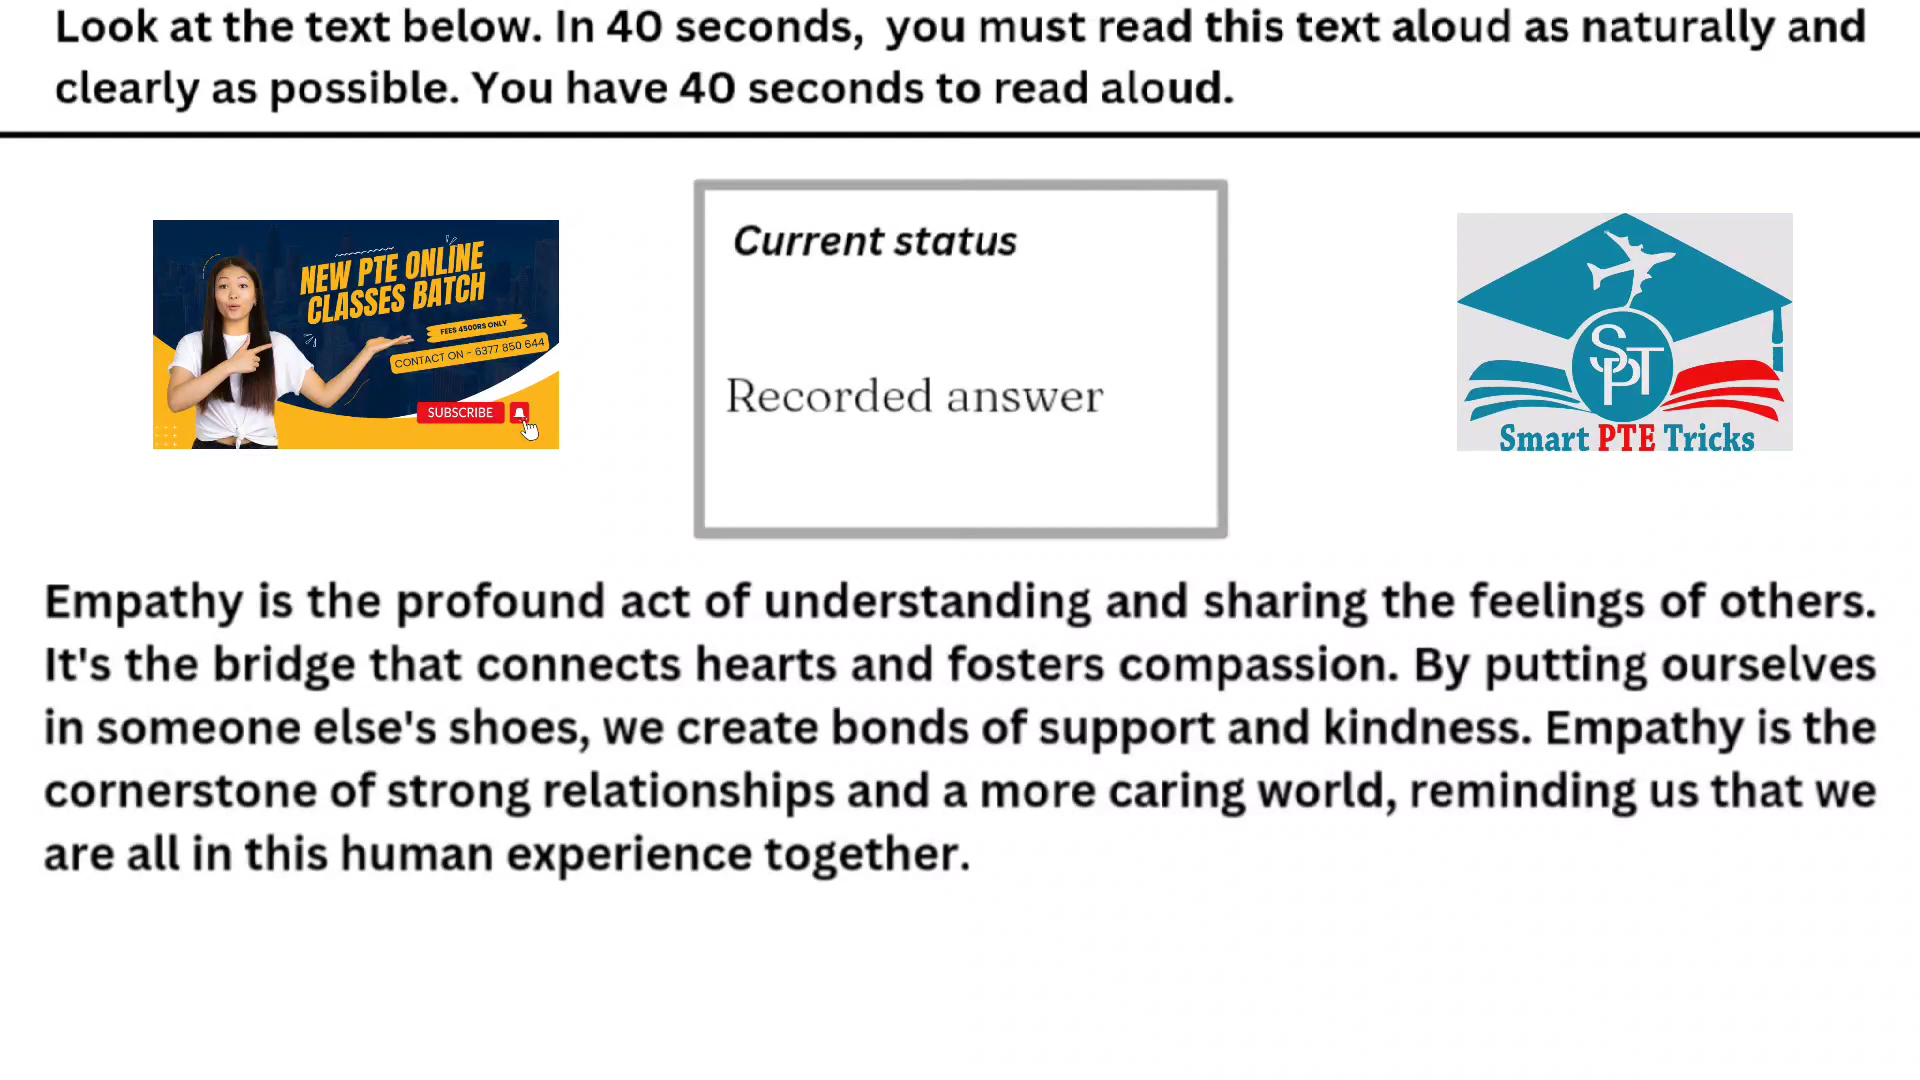 Look at the text below. In 40 seconds, you must read this text aloud as naturally and
clearly as possible. You have 40 seconds to read aloud.
NEW PTE ONLINE
CLASSES BATCH
FEES 4500RS ONLY
CONTACT ON - 6377 850 644
SUBSCRIBE
Current status
Recorded answer
SPT
Smart PTE Tricks
Empathy is the profound act of understanding and sharing the feelings of others.
It's the bridge that connects hearts and fosters compassion. By putting ourselves
in someone else's shoes, we create bonds of support and kindness. Empathy is the
cornerstone of strong relationships and a more caring world, reminding us that we
are all in this human experience together.